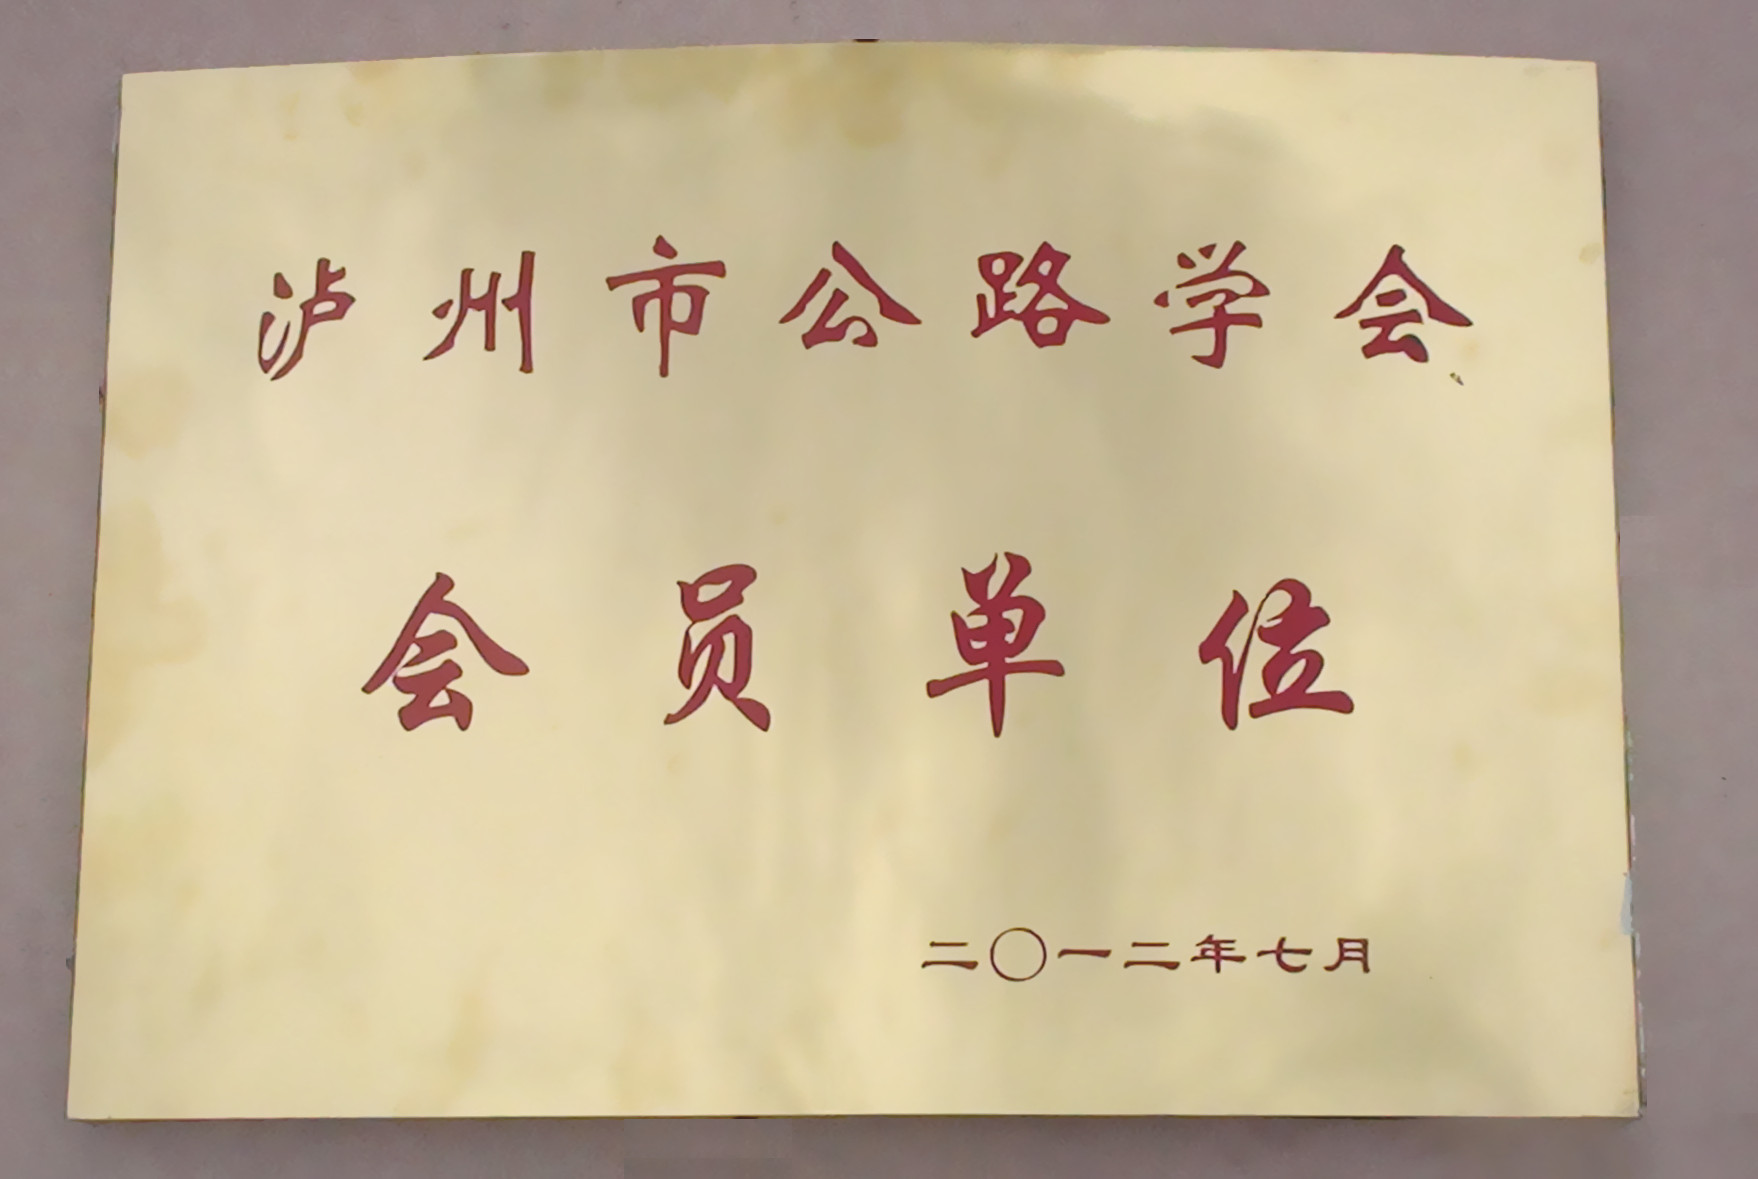 泸州市公路学会
会员单位
二〇一二年七月